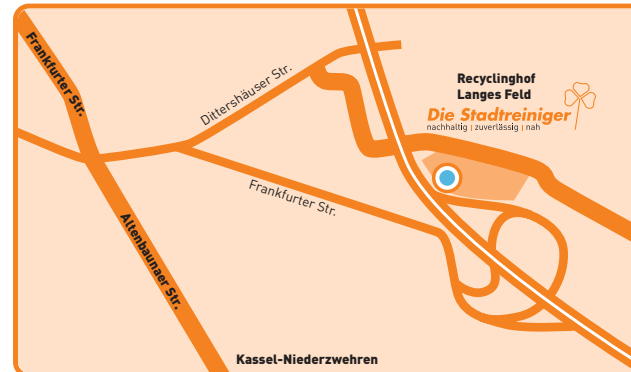 Frankfurter Str.
Dittershäuser Str.
Recyclinghof
Langes Feld
Die Stadtreiniger
nachhaltig | zuverlässig | nah
Frankfurter Str.
Altenbaunaer Str.
Kassel-Niederzwehren